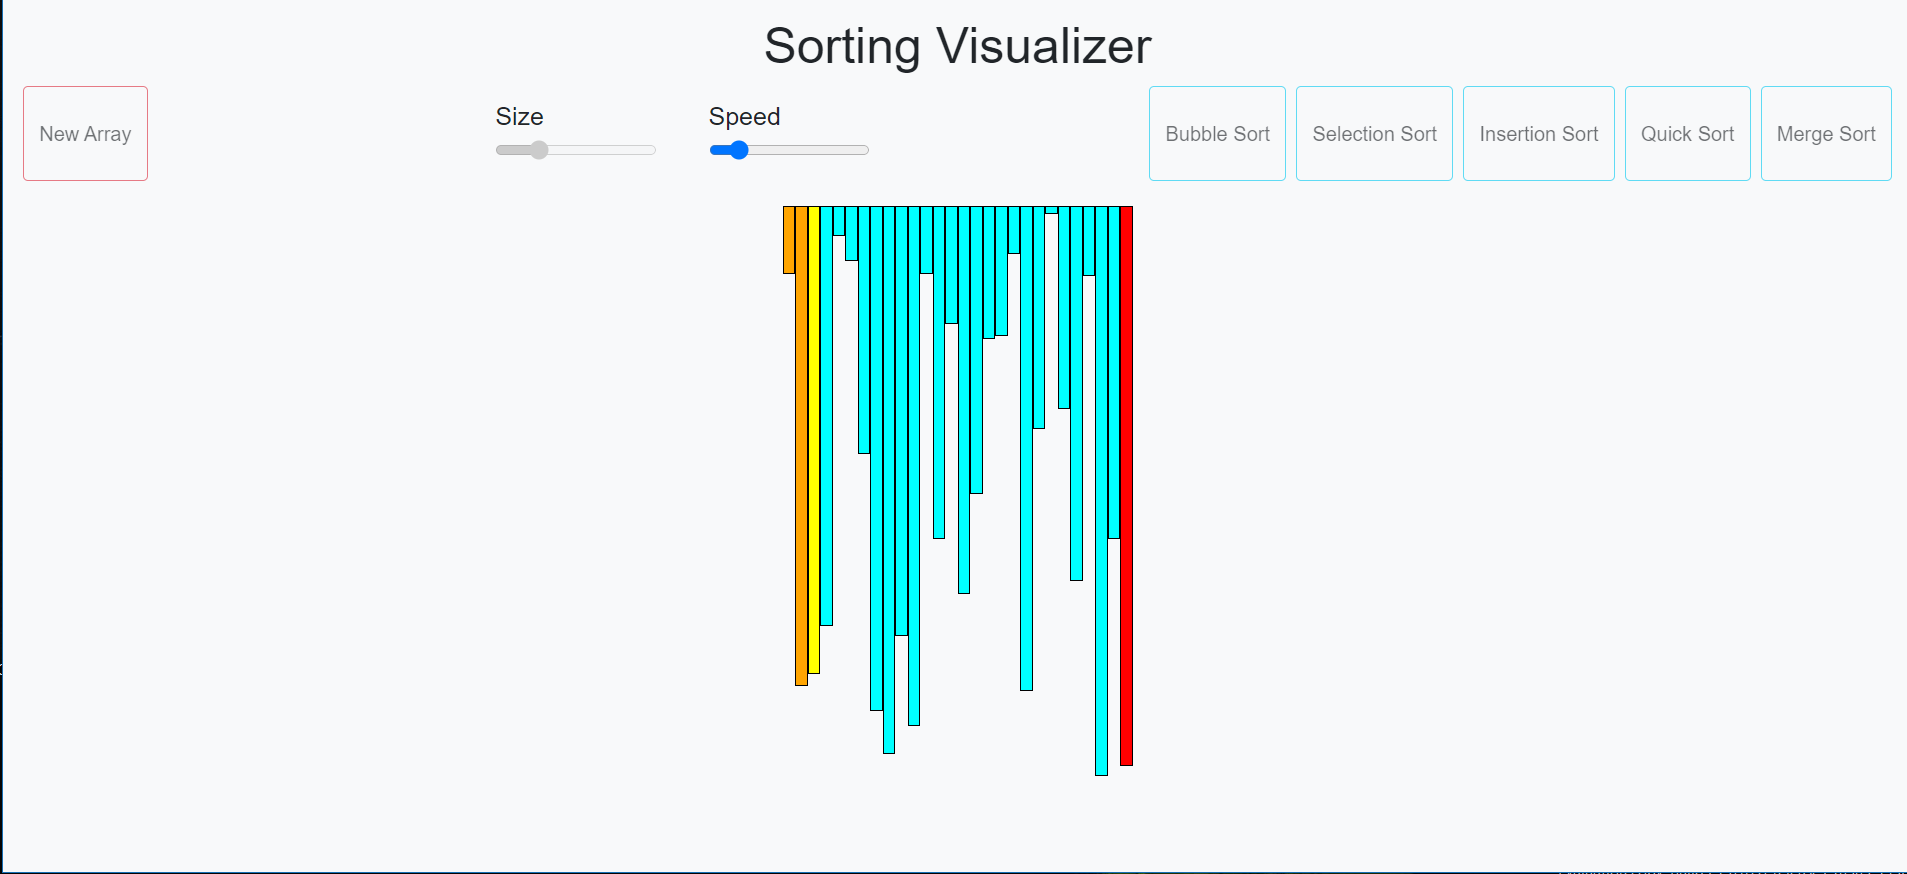 Sorting Visualizer
New Array
Size
Speed
Bubble Sort
Selection Sort
Insertion Sort
Quick Sort
Merge Sort